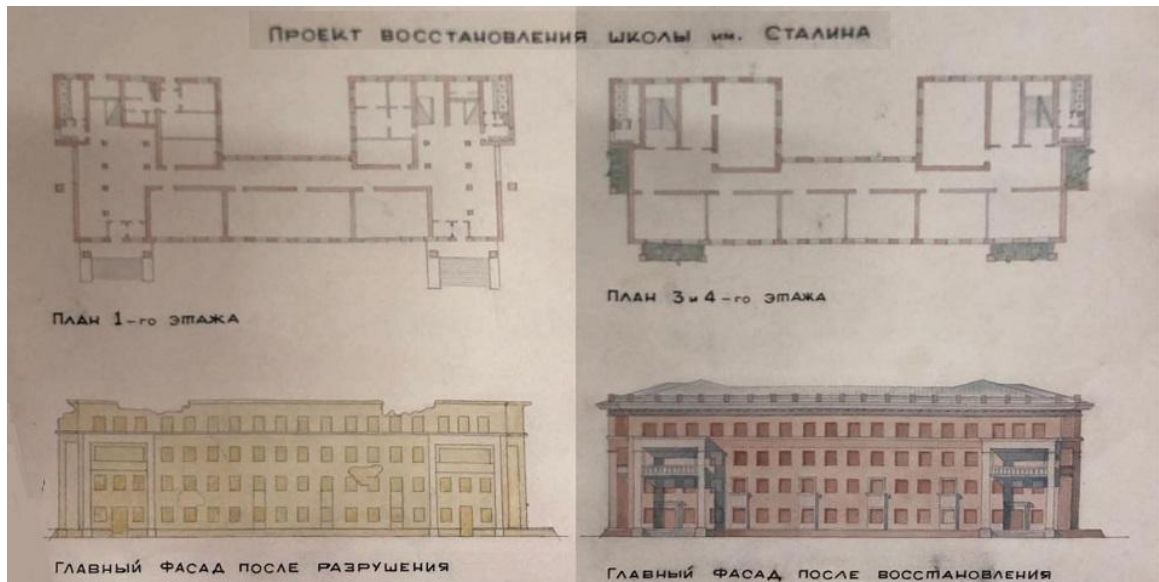 Проект восстановления школы им. Сталина
План 1-го этажа
План 3 и 4-го этажа
Главный фасад после разрушения
Главный фасад после восстановления